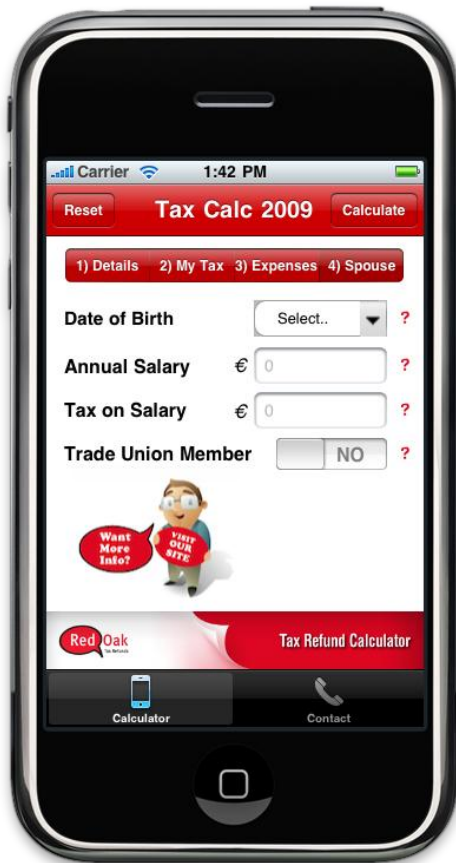 Carrier 1:42 PM
Reset Tax Calc 2009 Calculate
1) Details 2) My Tax 3) Expenses 4) Spouse
Date of Birth Select.. ?
Annual Salary € 0 ?
Tax on Salary € 0 ?
Trade Union Member NO ?
Want
More
Info?
VISIT
OUR
SITE
Red Oak
Tax Refunds
Tax Refund Calculator
Calculator Contact